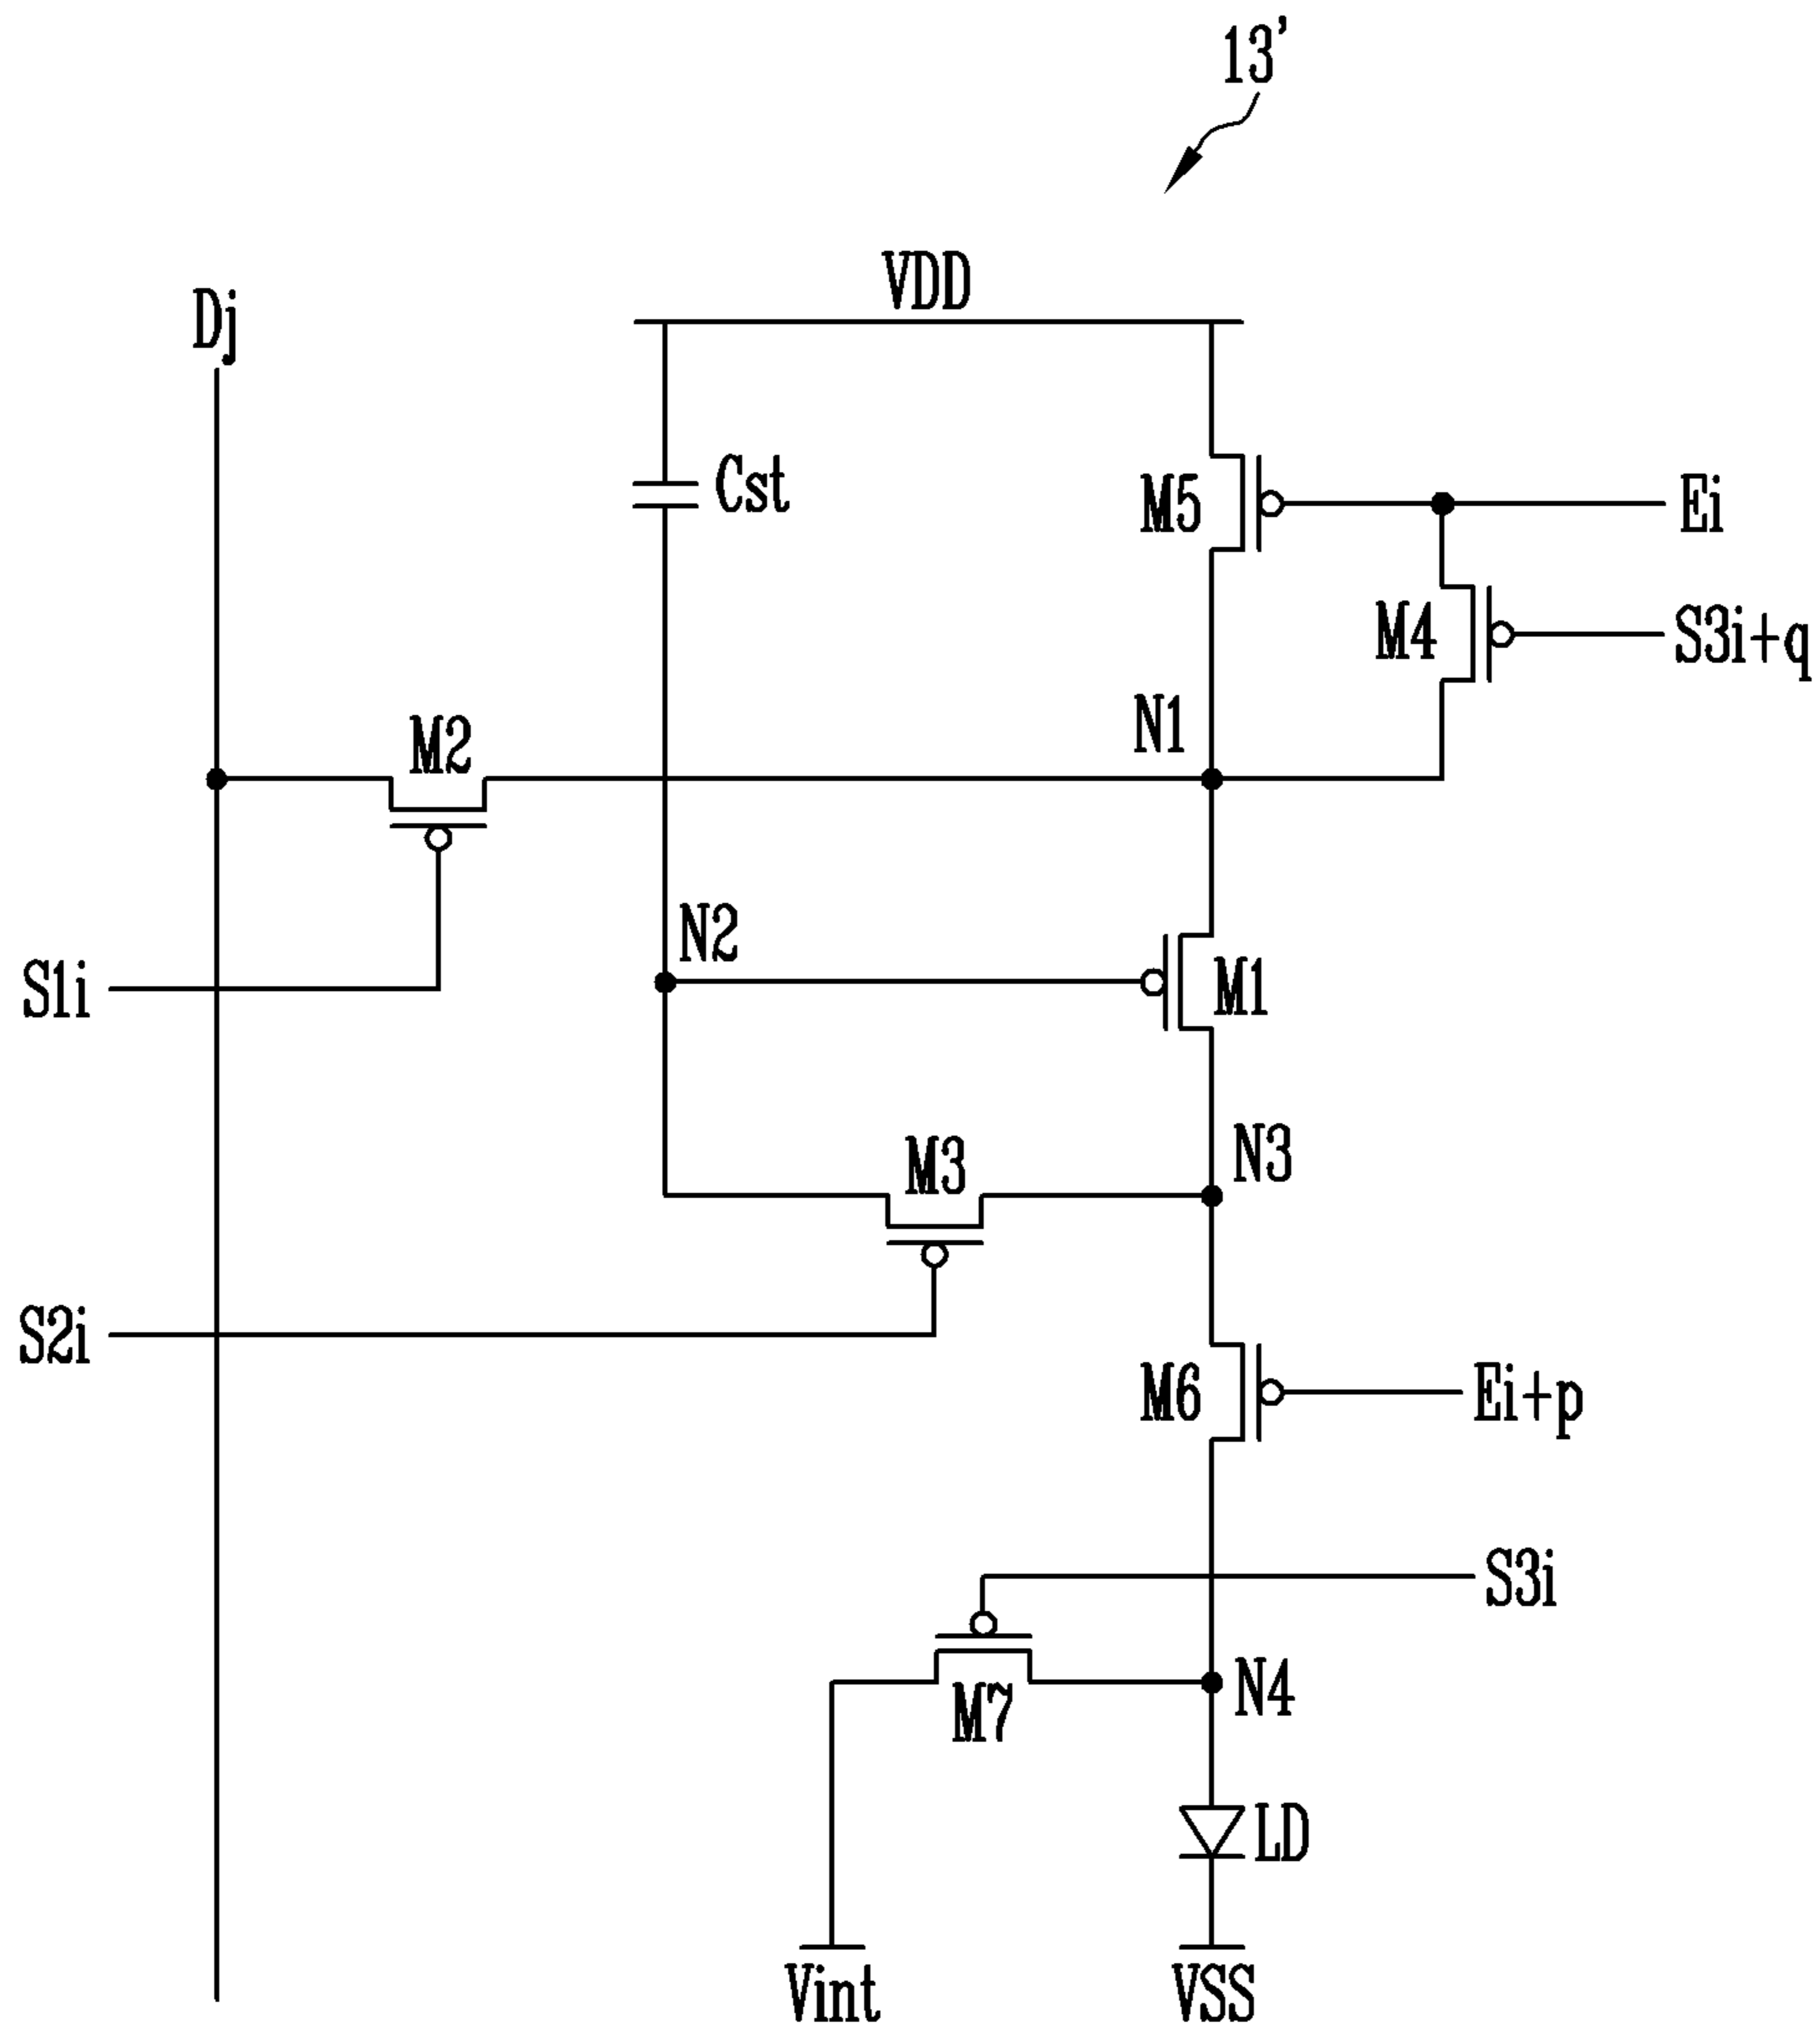 13'
VDD
Dj
Cst
M5
Ei
M4
S3i+q
M2
N1
N2
S1i
M1
M3
N3
S2i
M6
Ei+p
S3i
M7
N4
LD
Vint
VSS